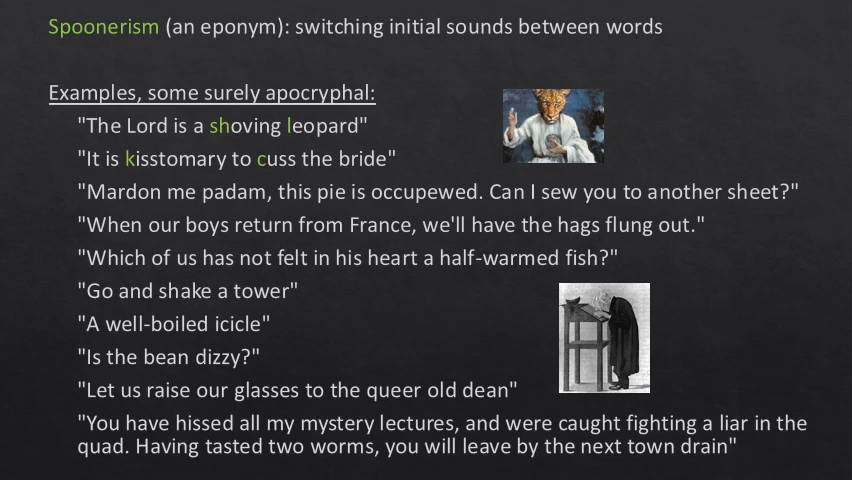 Spoonerism (an eponym): switching initial sounds between words
Examples, some surely apocryphal:
"The Lord is a shoving leopard"
"It is kisstomary to cuss the bride"
"Mardon me padam, this pie is occupewed. Can I sew you to another sheet?"
"When our boys return from France, we'll have the hags flung out."
"Which of us has not felt in his heart a half-warmed fish?"
"Go and shake a tower"
"A well-boiled icicle"
"Is the bean dizzy?"
"Let us raise our glasses to the queer old dean"
"You have hissed all my mystery lectures, and were caught fighting a liar in the
quad. Having tasted two worms, you will leave by the next town drain"